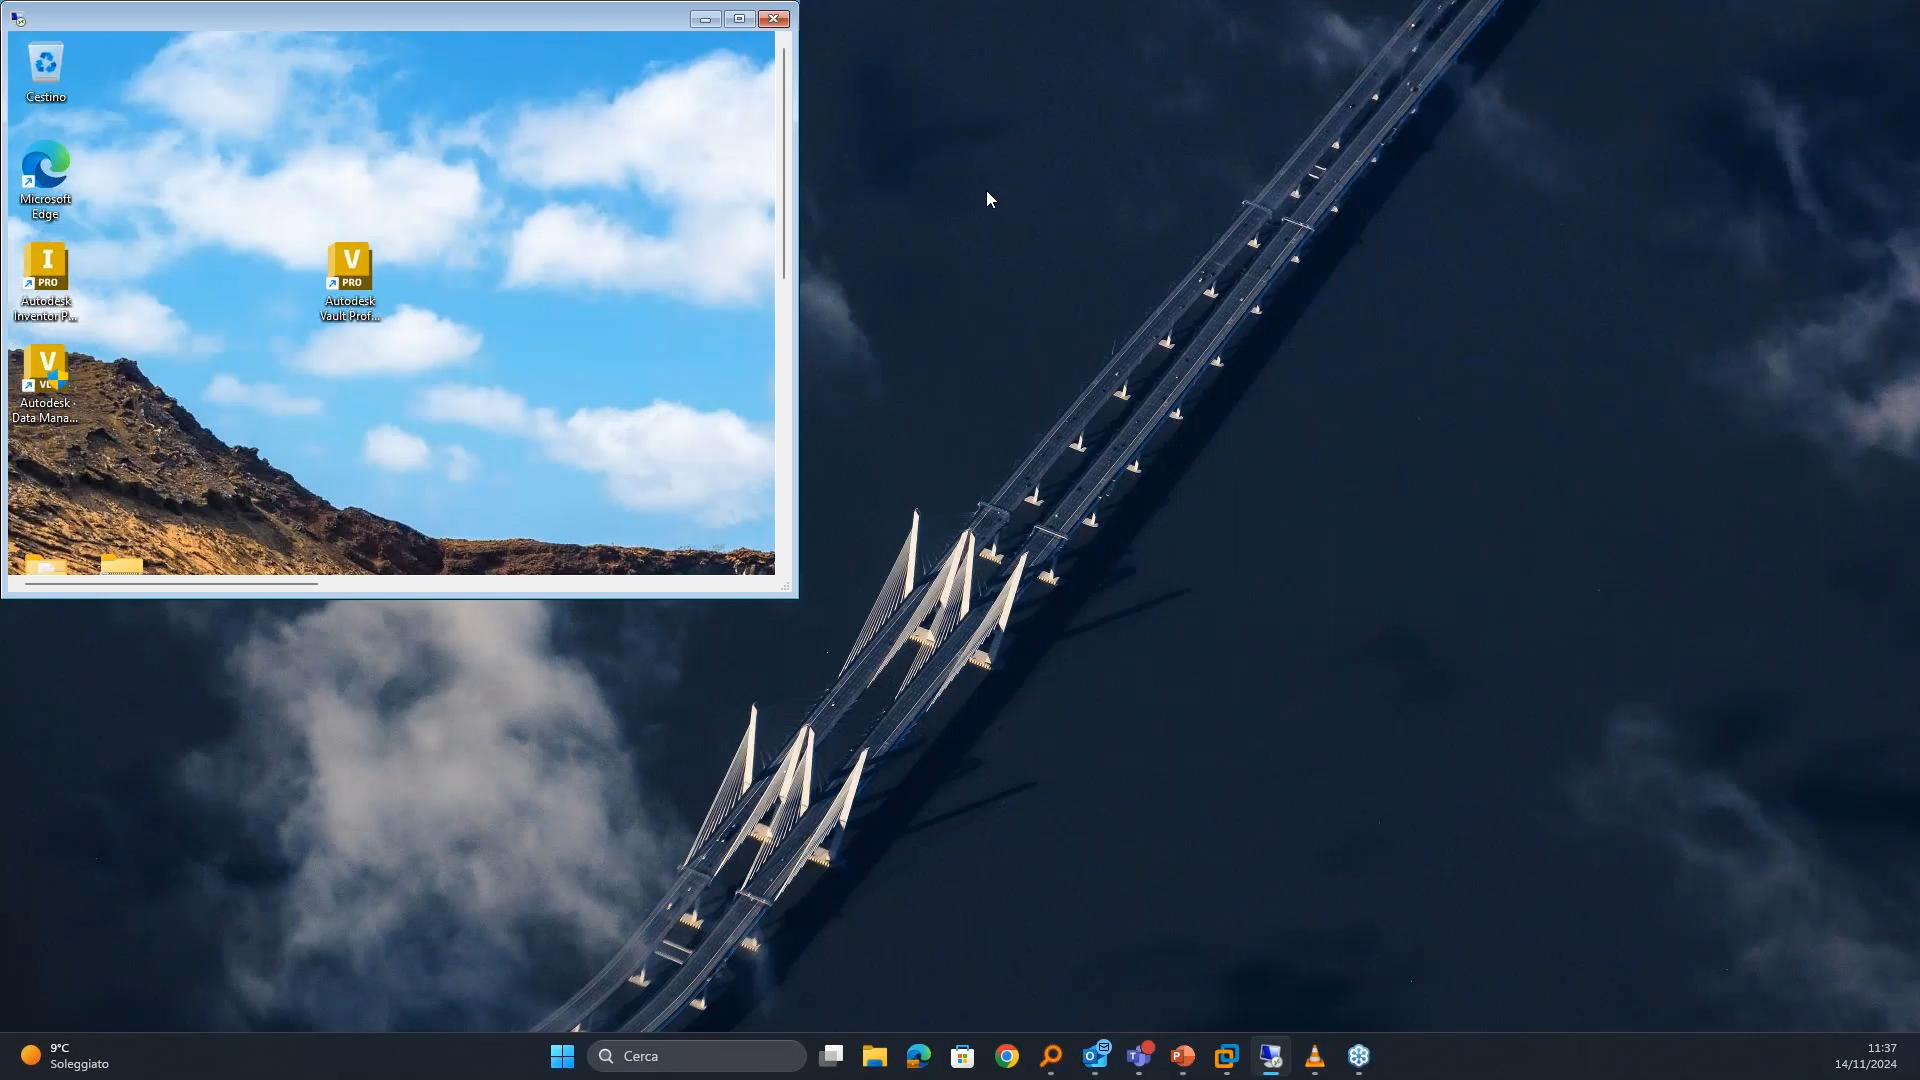 Cestino
Microsoft
Edge
I
PRO
Autodesk
Inventor P...
V
PRO
Autodesk
Vault Prof...
V
Autodesk
Data Mana...
9°C
Soleggiato
Cerca
11:37
14/11/2024